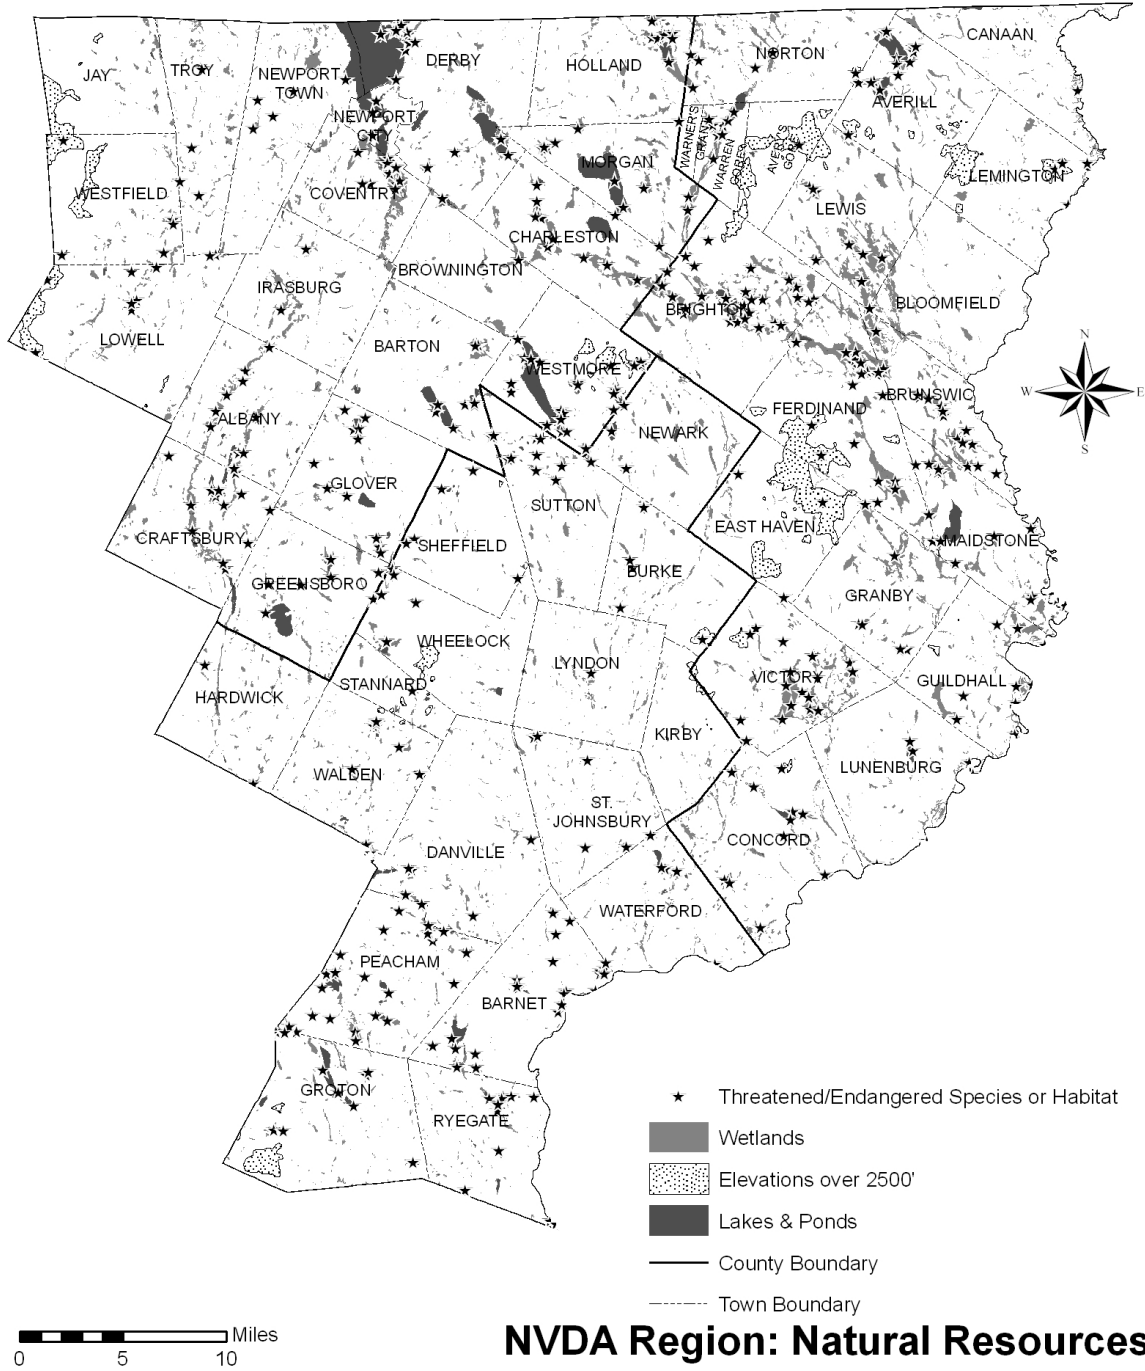 CANAAN
DERBY
NORTON
HOLLAND
JAY
TROY
NEWPORT
TOWN
AVERILL
NEWPORT
CITY
WARNER'S
GRANT
WARREN
GORE
AVERY'S
GORE
MORGAN
LEMINGTON
WESTFIELD
COVENTRY
LEWIS
CHARLESTON
BROWNINGTON
IRASBURG
BLOOMFIELD
BRIGHTON
LOWELL
BARTON
WESTMORE
N
W
E
S
BRUNSWIC
FERDINAND
ALBANY
NEWARK
GLOVER
SUTTON
EAST HAVEN
CRAFTSBURY
SHEFFIELD
MAIDSTONE
BURKE
GREENSBORO
GRANBY
WHEELOCK
LYNDON
VICTORY
GUILDHALL
STANNARD
HARDWICK
KIRBY
WALDEN
LUNENBURG
ST.
JOHNSBURY
CONCORD
DANVILLE
WATERFORD
PEACHAM
BARNET
GROTON
RYEGATE
Threatened/Endangered Species or Habitat
Wetlands
Elevations over 2500'
Lakes & Ponds
County Boundary
Town Boundary
Miles
0 5 10
NVDA Region: Natural Resources